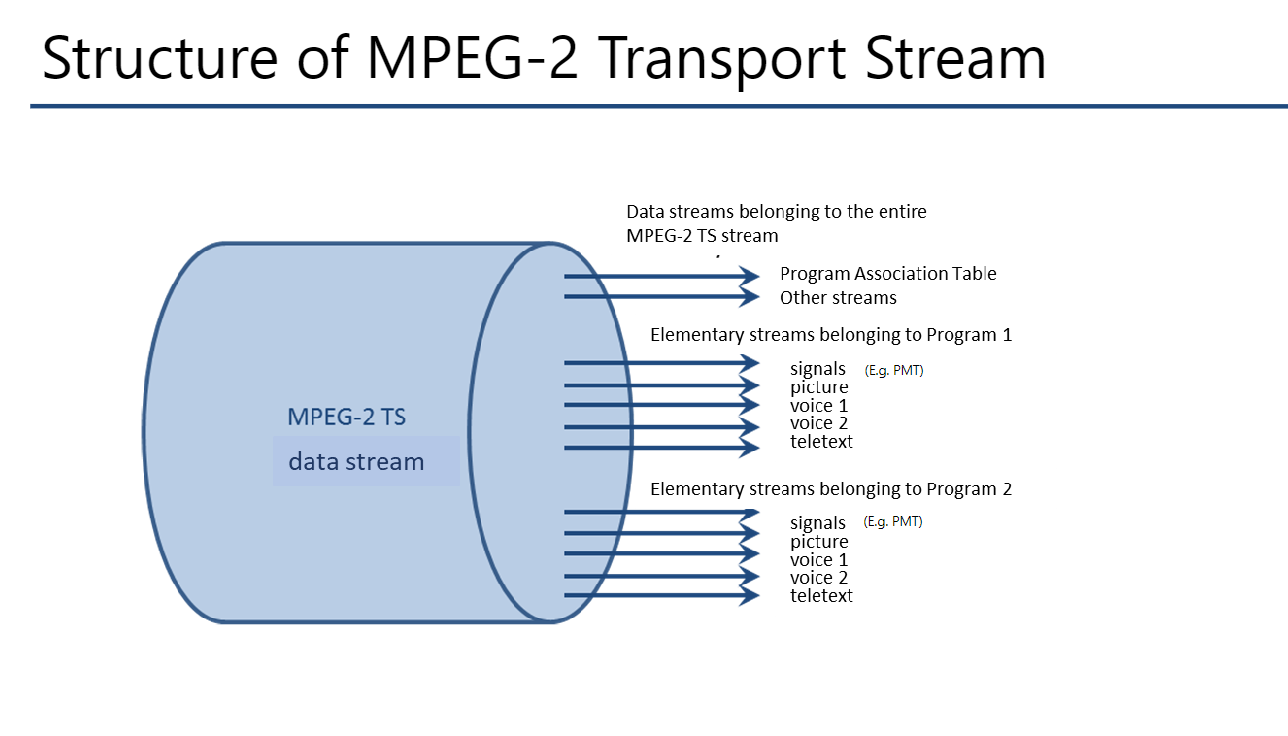 Structure of MPEG-2 Transport Stream
Data streams belonging to the entire
MPEG-2 TS stream
Program Association Table
Other streams
Elementary streams belonging to Program 1
signals (E.g. PMT)
picture
voice 1
voice 2
teletext
MPEG-2 TS
data stream
Elementary streams belonging to Program 2
signals (E.g. PMT)
picture
voice 1
voice 2
teletext